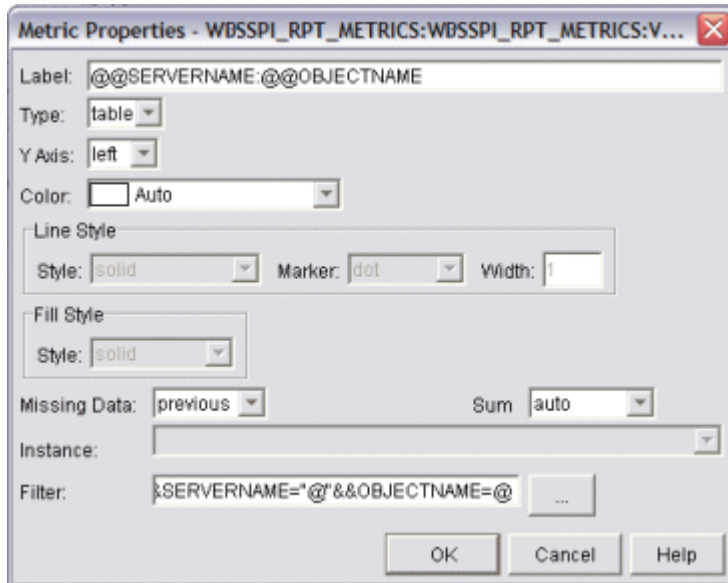 Metric Properties - WBSSPI_RPT_METRICS:WBSSPI_RPT_METRICS:V...
Label: @@SERVERNAME:@@OBJECTNAME
Type: table
Y Axis: left
Color: Auto
Line Style
Style: solid Marker: dot Width: 1
Fill Style
Style: solid
Missing Data: previous Sum auto
Instance:
Filter: &SERVERNAME="@"&&OBJECTNAME=@ ...
OK Cancel Help